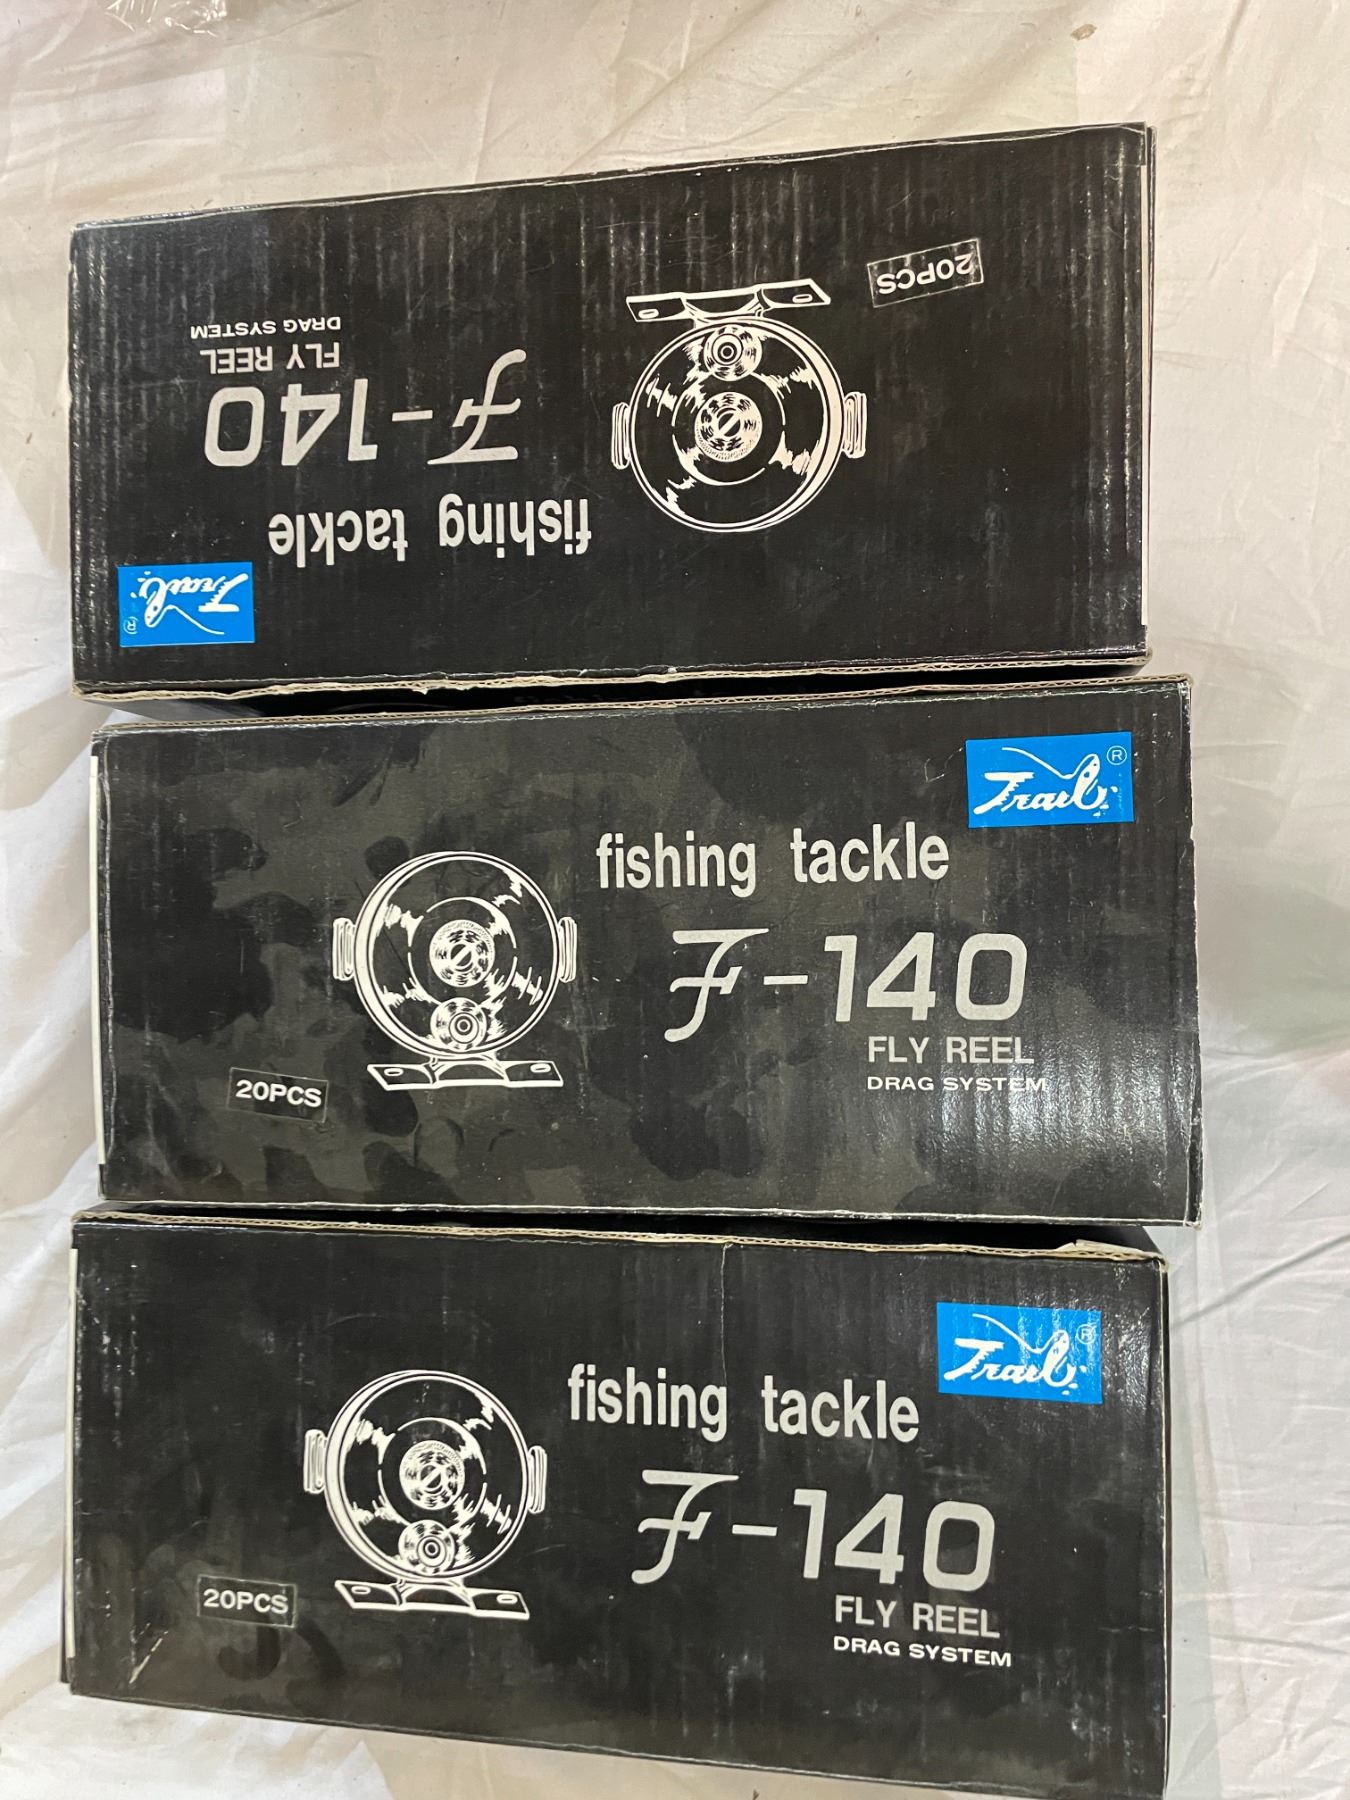 20PCS
DRAG SYSTEM
FLY REEL
F-140
fishing tackle
Trail ®
Trail ®
fishing tackle
F-140
FLY REEL
DRAG SYSTEM
20PCS
Trail ®
fishing tackle
F-140
FLY REEL
DRAG SYSTEM
20PCS